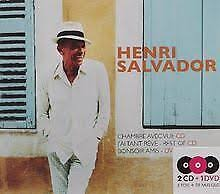 HENRI
SALVADOR
CHAMBRE AVEC VUE CD
J'AI TANT RÊVÉ - BEST OF CD
BONSOIR AMIS - DVD
2 CD + 1 DVD